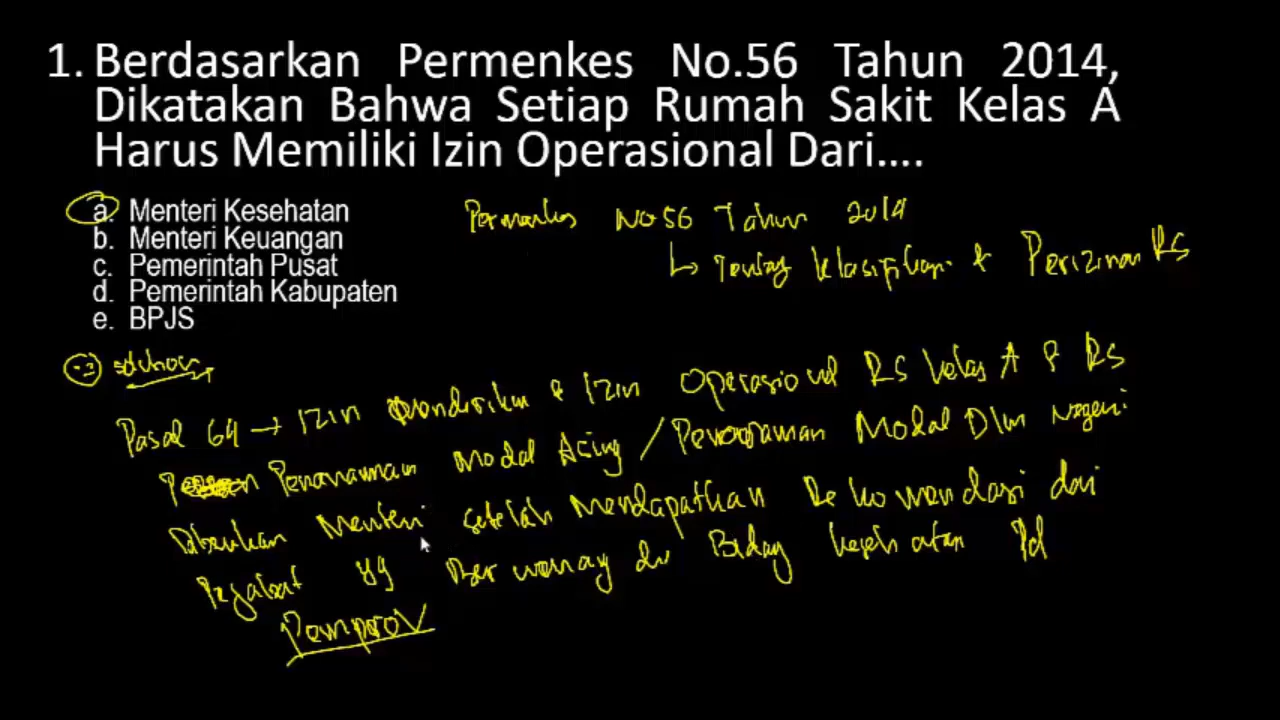 1. Berdasarkan Permenkes No.56 Tahun 2014,
Dikatakan Bahwa Setiap Rumah Sakit Kelas A
Harus Memiliki Izin Operasional Dari....
a. Menteri Kesehatan
b. Menteri Keuangan
c. Pemerintah Pusat
d. Pemerintah Kabupaten
e. BPJS
Permenkes No 56 Tahun 2014
↳ Tentang klasifikasi & Perizinan RS
Pasal 64 → Izin & Izin Operasional RS kelas A & RS
Penanaman Modal Asing / Penanaman Modal Dlm Negeri
Menteri setelah Mendapatkan Rekomendasi dari
Pejabat yg Berwenang di Bidang kesehatan Pd
Pemprov